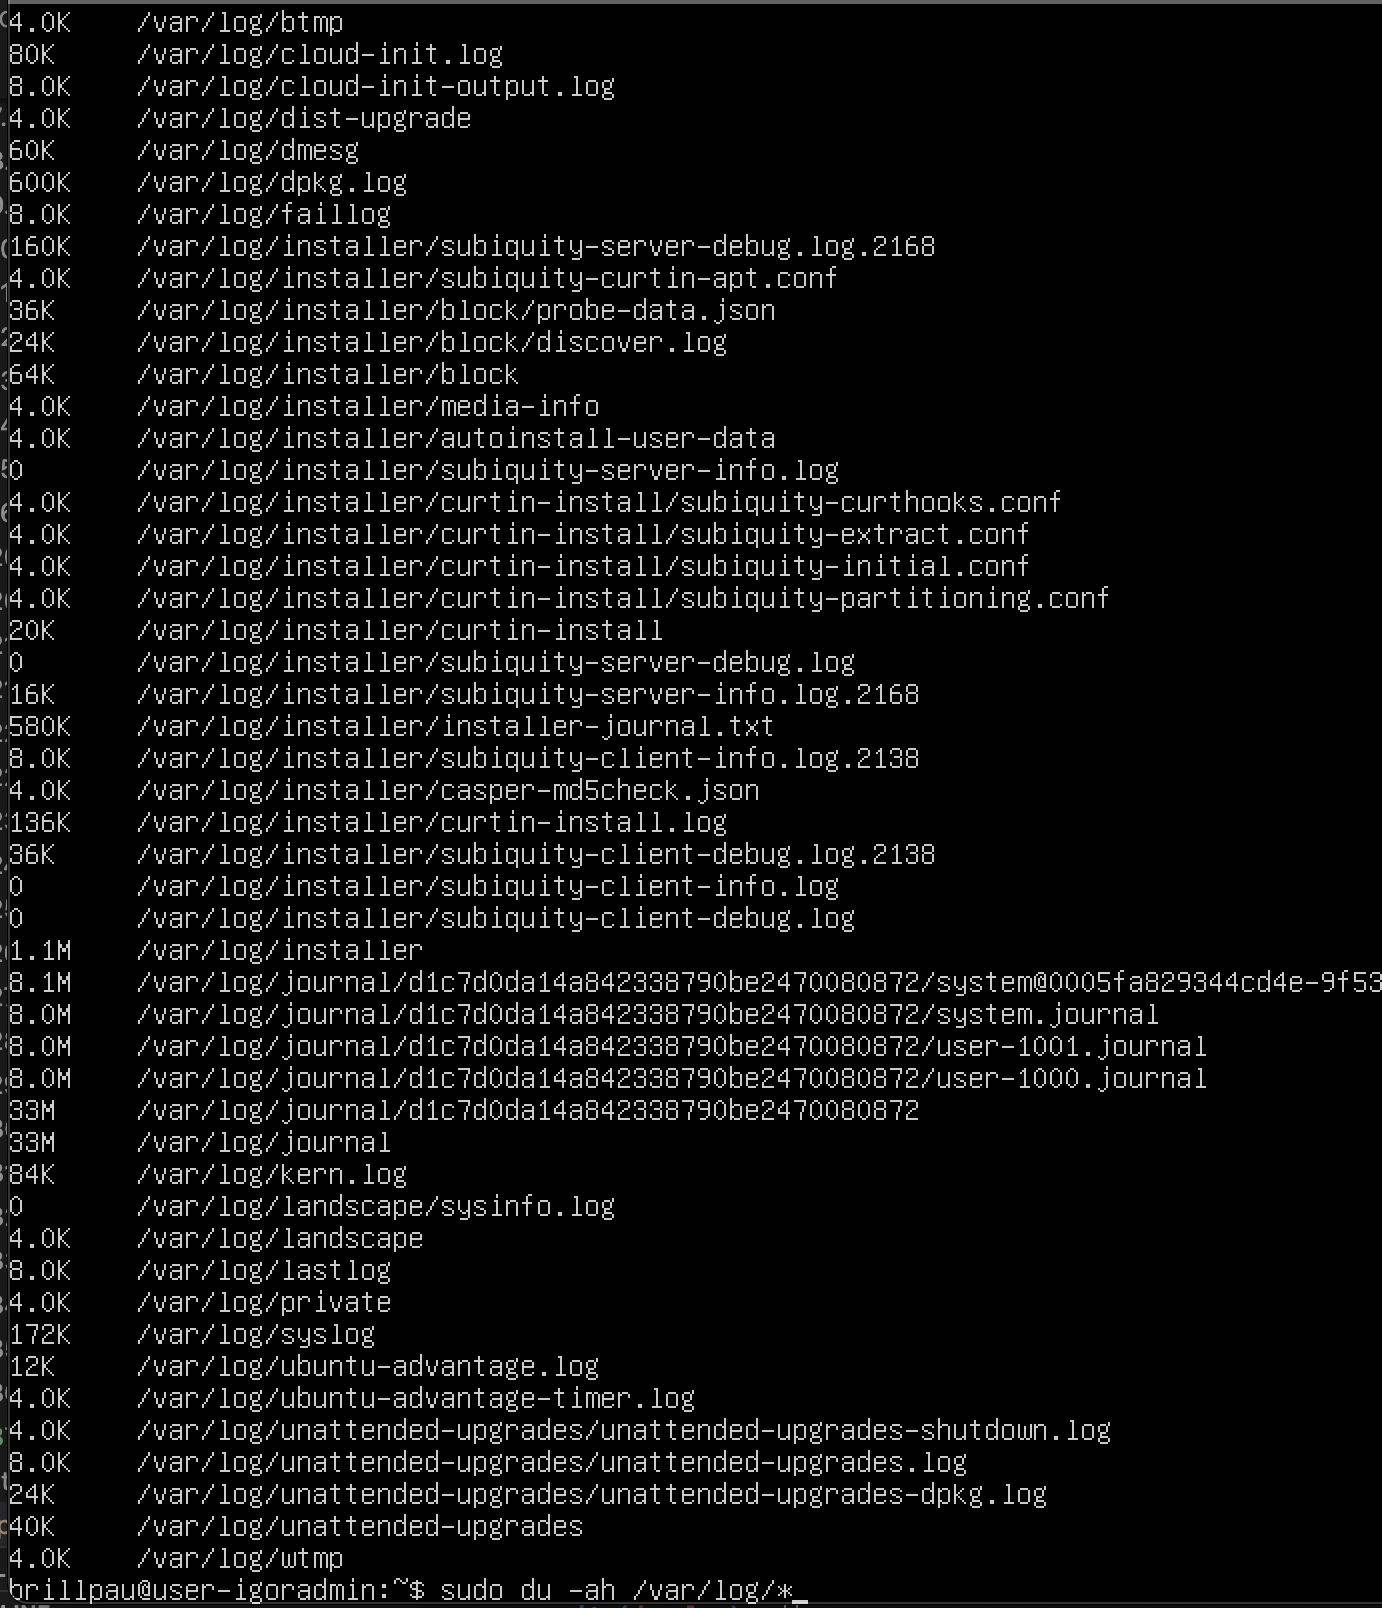 4.0K /var/log/btmp
80K /var/log/cloud-init.log
8.0K /var/log/cloud-init-output.log
4.0K /var/log/dist-upgrade
60K /var/log/dmesg
600K /var/log/dpkg.log
8.0K /var/log/faillog
160K /var/log/installer/subiquity-server-debug.log.2168
4.0K /var/log/installer/subiquity-curtin-apt.conf
36K /var/log/installer/block/probe-data.json
24K /var/log/installer/block/discover.log
64K /var/log/installer/block
4.0K /var/log/installer/media-info
4.0K /var/log/installer/autoinstall-user-data
0 /var/log/installer/subiquity-server-info.log
4.0K /var/log/installer/curtin-install/subiquity-curthooks.conf
4.0K /var/log/installer/curtin-install/subiquity-extract.conf
4.0K /var/log/installer/curtin-install/subiquity-initial.conf
4.0K /var/log/installer/curtin-install/subiquity-partitioning.conf
20K /var/log/installer/curtin-install
0 /var/log/installer/subiquity-server-debug.log
16K /var/log/installer/subiquity-server-info.log.2168
580K /var/log/installer/installer-journal.txt
8.0K /var/log/installer/subiquity-client-info.log.2138
4.0K /var/log/installer/casper-md5check.json
136K /var/log/installer/curtin-install.log
36K /var/log/installer/subiquity-client-debug.log.2138
0 /var/log/installer/subiquity-client-info.log
0 /var/log/installer/subiquity-client-debug.log
1.1M /var/log/installer
8.1M /var/log/journal/d1c7d0da14a842338790be2470080872/system@0005fa829344cd4e-9f53
8.0M /var/log/journal/d1c7d0da14a842338790be2470080872/system.journal
8.0M /var/log/journal/d1c7d0da14a842338790be2470080872/user-1001.journal
8.0M /var/log/journal/d1c7d0da14a842338790be2470080872/user-1000.journal
33M /var/log/journal/d1c7d0da14a842338790be2470080872
33M /var/log/journal
84K /var/log/kern.log
0 /var/log/landscape/sysinfo.log
4.0K /var/log/landscape
8.0K /var/log/lastlog
4.0K /var/log/private
172K /var/log/syslog
12K /var/log/ubuntu-advantage.log
4.0K /var/log/ubuntu-advantage-timer.log
4.0K /var/log/unattended-upgrades/unattended-upgrades-shutdown.log
8.0K /var/log/unattended-upgrades/unattended-upgrades.log
24K /var/log/unattended-upgrades/unattended-upgrades-dpkg.log
40K /var/log/unattended-upgrades
4.0K /var/log/wtmp
brillpau@user-igoradmin:~$ sudo du -ah /var/log/*_